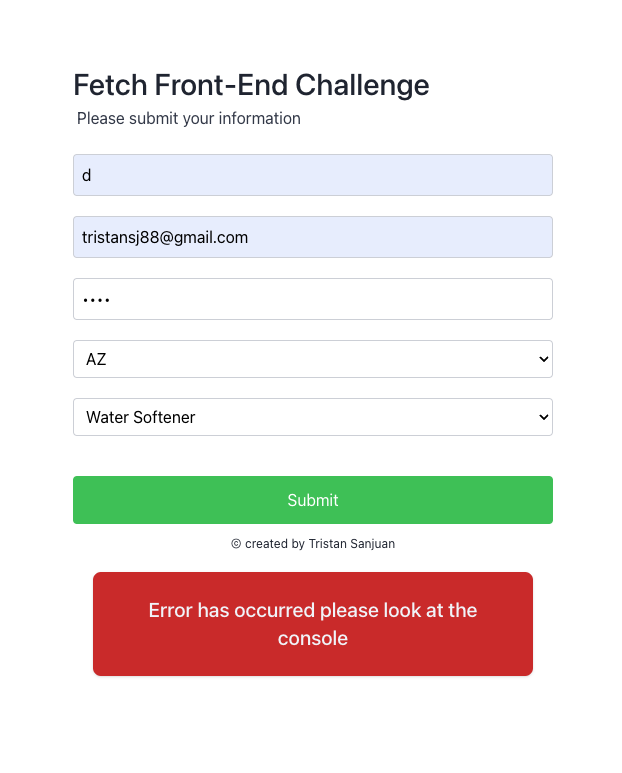 Fetch Front-End Challenge
Please submit your information
d
tristansj88@gmail.com
••••
AZ
Water Softener
Submit
© created by Tristan Sanjuan
Error has occurred please look at the
console